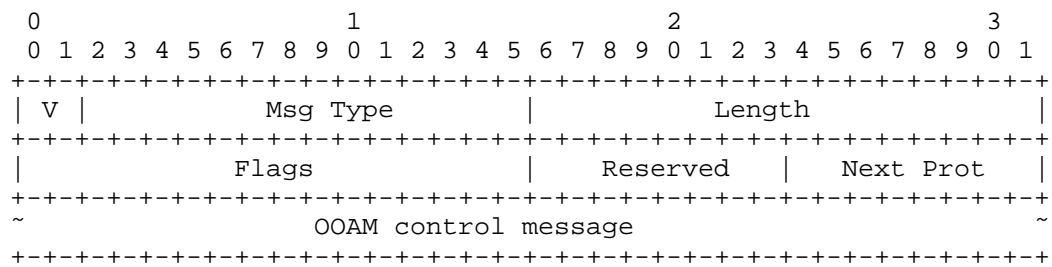 0                   1                   2                   3
 0 1 2 3 4 5 6 7 8 9 0 1 2 3 4 5 6 7 8 9 0 1 2 3 4 5 6 7 8 9 0 1
+-+-+-+-+-+-+-+-+-+-+-+-+-+-+-+-+-+-+-+-+-+-+-+-+-+-+-+-+-+-+-+-+
| V |         Msg Type          |           Length              |
+-+-+-+-+-+-+-+-+-+-+-+-+-+-+-+-+-+-+-+-+-+-+-+-+-+-+-+-+-+-+-+-+
|             Flags             |    Reserved   |   Next Prot   |
+-+-+-+-+-+-+-+-+-+-+-+-+-+-+-+-+-+-+-+-+-+-+-+-+-+-+-+-+-+-+-+-+
~                  OOAM control message                         ~
+-+-+-+-+-+-+-+-+-+-+-+-+-+-+-+-+-+-+-+-+-+-+-+-+-+-+-+-+-+-+-+-+